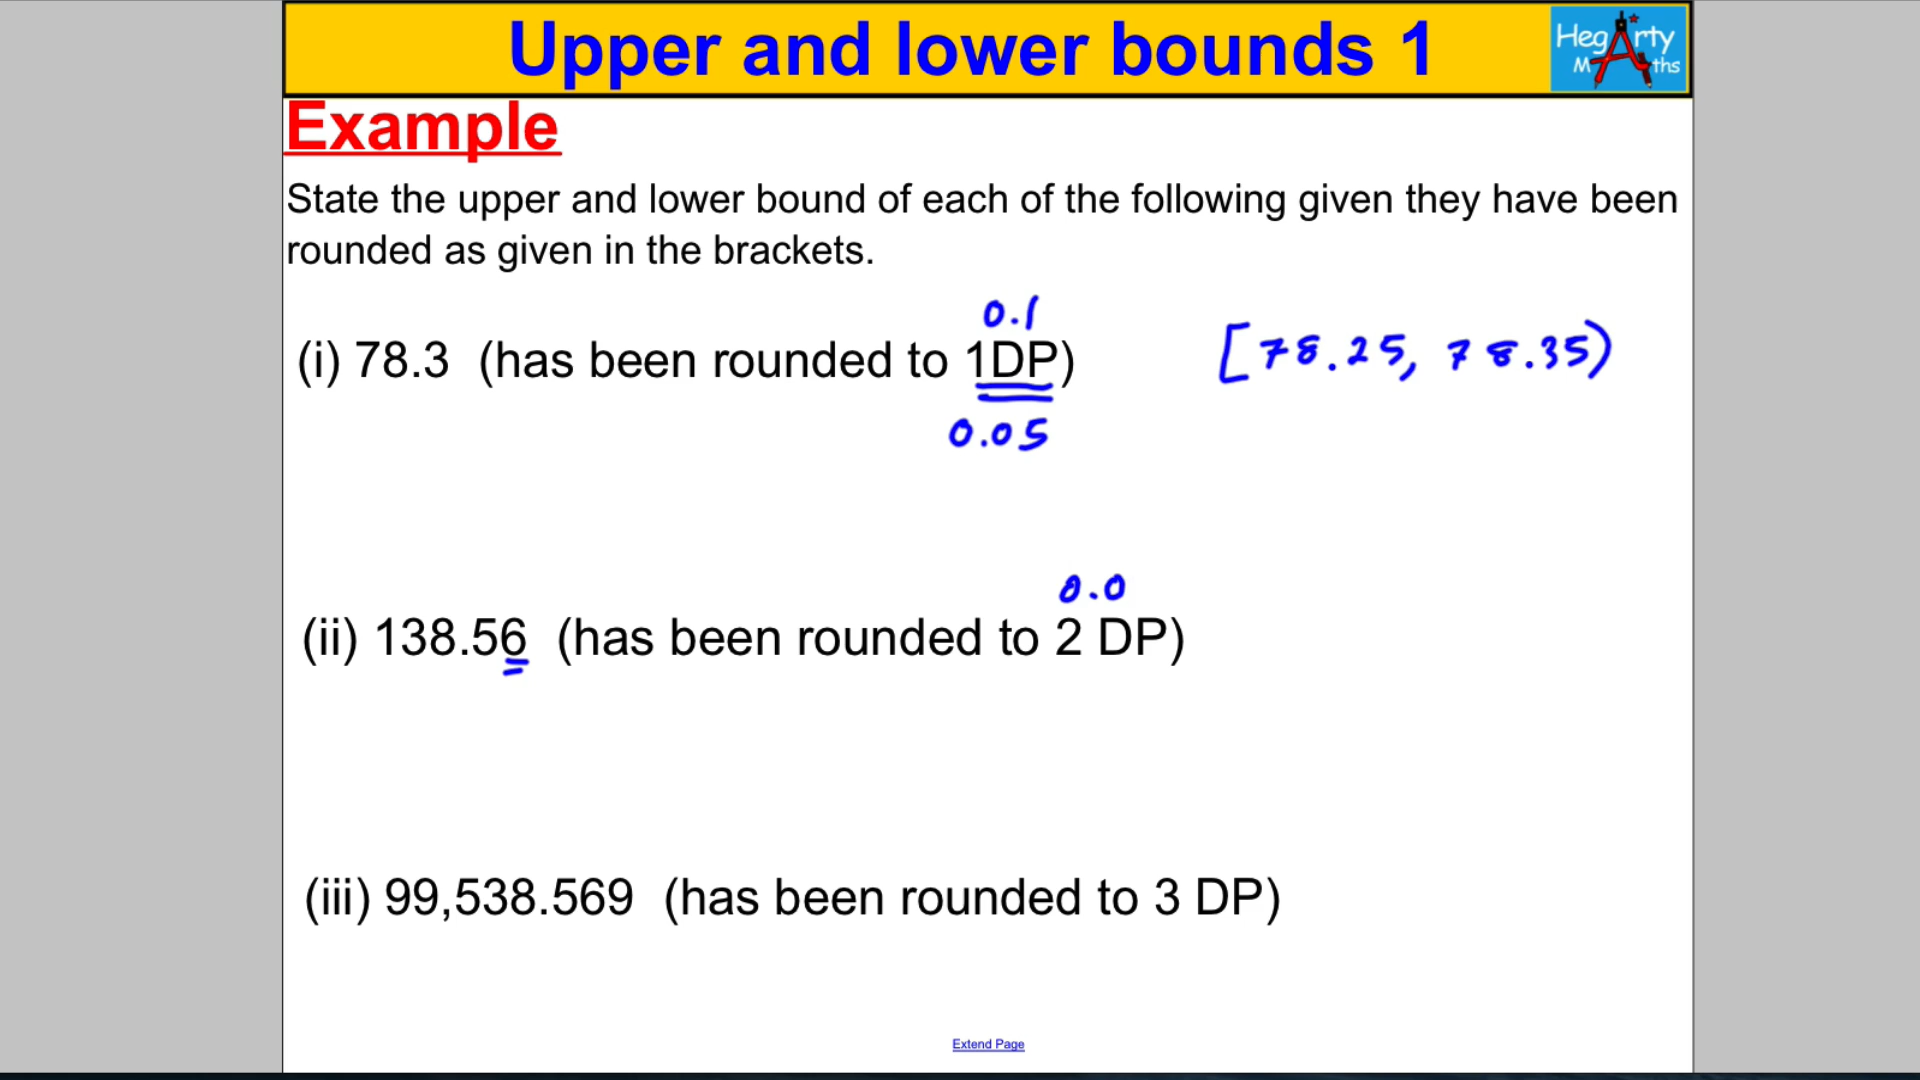 Upper and lower bounds 1
Hegarty
Maths
Example
State the upper and lower bound of each of the following given they have been
rounded as given in the brackets.
0.1
(i) 78.3 (has been rounded to 1DP) [78.25, 78.35)
0.05
0.0
(ii) 138.56 (has been rounded to 2 DP)
(iii) 99,538.569 (has been rounded to 3 DP)
Extend Page